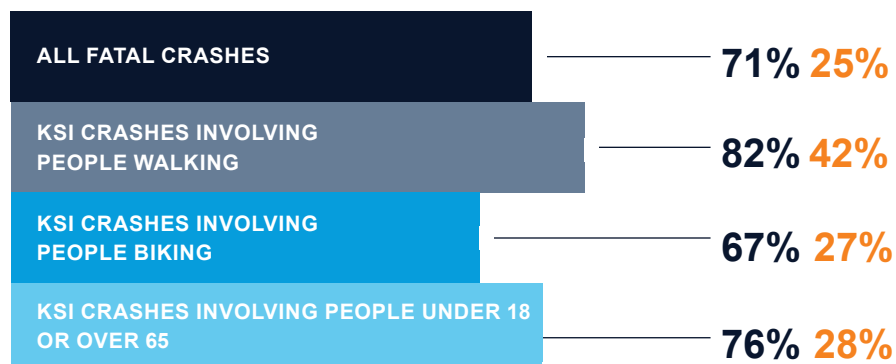 ALL FATAL CRASHES
71% 25%
KSI CRASHES INVOLVING
PEOPLE WALKING
82% 42%
KSI CRASHES INVOLVING
PEOPLE BIKING
67% 27%
KSI CRASHES INVOLVING PEOPLE UNDER 18
OR OVER 65
76% 28%